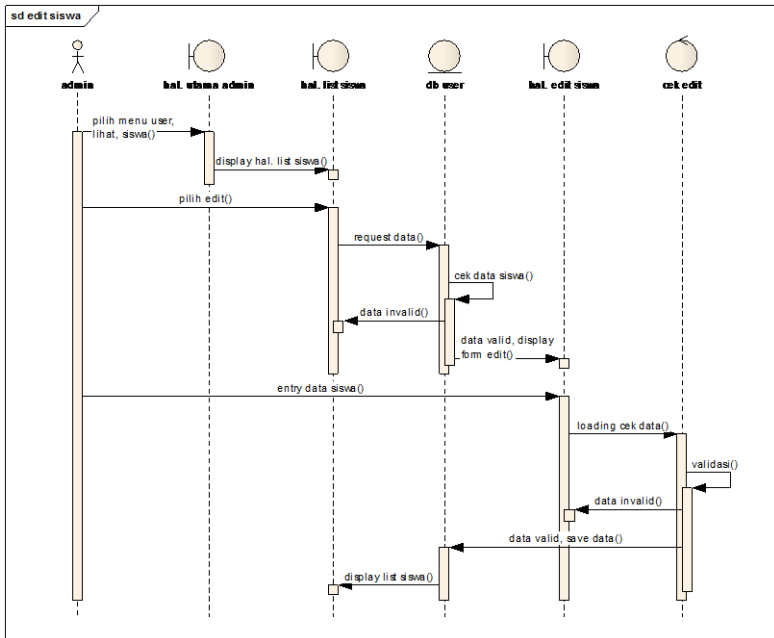 sd edit siswa
admin
hal. utama admin
hal. list siswa
db user
hal. edit siswa
cek edit
pilih menu user,
lihat, siswa()
display hal. list siswa()
pilih edit()
request data()
cek data siswa()
data invalid()
data valid, display
form edit()
entry data siswa()
loading cek data()
validasi()
data invalid()
data valid, save data()
display list siswa()